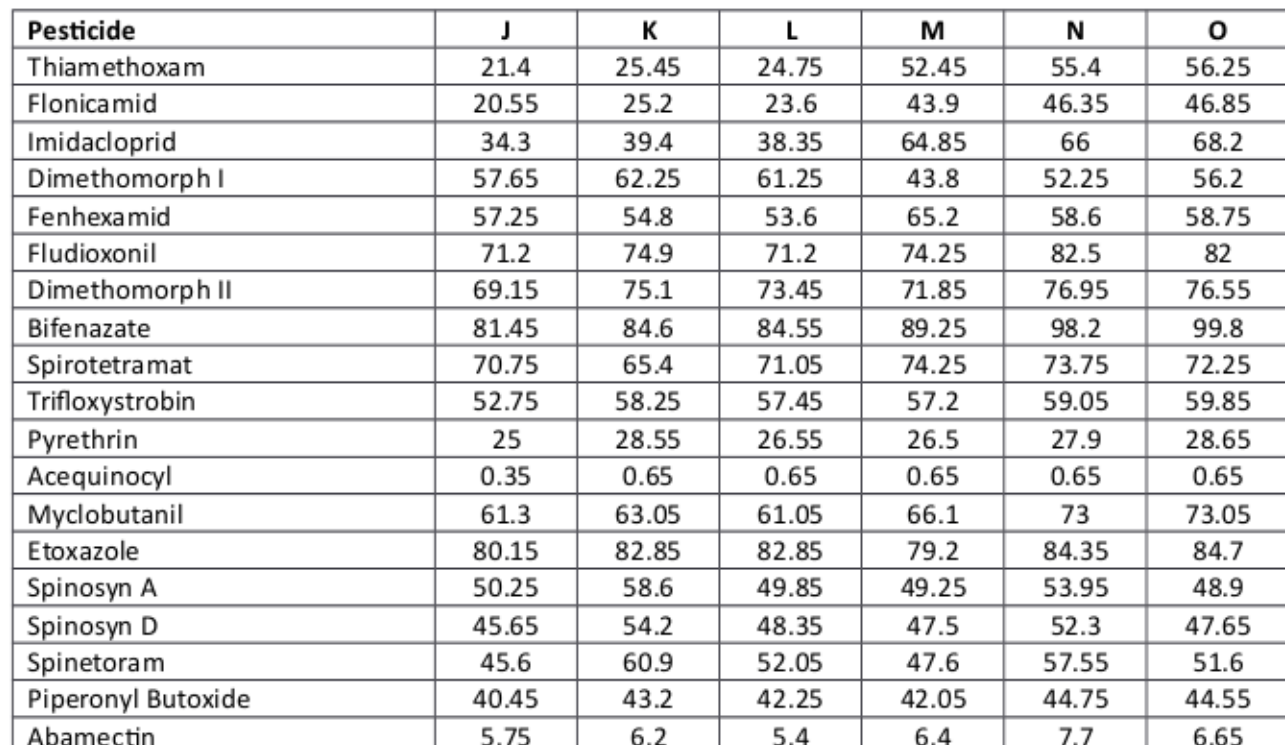 Pesticide J K L M N O
Thiamethoxam 21.4 25.45 24.75 52.45 55.4 56.25
Flonicamid 20.55 25.2 23.6 43.9 46.35 46.85
Imidacloprid 34.3 39.4 38.35 64.85 66 68.2
Dimethomorph I 57.65 62.25 61.25 43.8 52.25 56.2
Fenhexamid 57.25 54.8 53.6 65.2 58.6 58.75
Fludioxonil 71.2 74.9 71.2 74.25 82.5 82
Dimethomorph II 69.15 75.1 73.45 71.85 76.95 76.55
Bifenazate 81.45 84.6 84.55 89.25 98.2 99.8
Spirotetramat 70.75 65.4 71.05 74.25 73.75 72.25
Trifloxystrobin 52.75 58.25 57.45 57.2 59.05 59.85
Pyrethrin 25 28.55 26.55 26.5 27.9 28.65
Acequinocyl 0.35 0.65 0.65 0.65 0.65 0.65
Myclobutanil 61.3 63.05 61.05 66.1 73 73.05
Etoxazole 80.15 82.85 82.85 79.2 84.35 84.7
Spinosyn A 50.25 58.6 49.85 49.25 53.95 48.9
Spinosyn D 45.65 54.2 48.35 47.5 52.3 47.65
Spinetoram 45.6 60.9 52.05 47.6 57.55 51.6
Piperonyl Butoxide 40.45 43.2 42.25 42.05 44.75 44.55
Abamectin 5.75 6.2 5.4 6.4 7.7 6.65